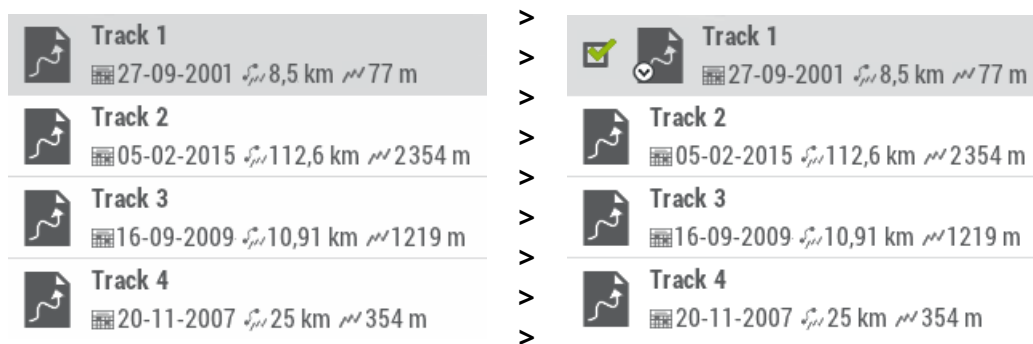 Track 1
27-09-2001 8,5 km 77 m
Track 2
05-02-2015 112,6 km 2354 m
Track 3
16-09-2009 10,91 km 1219 m
Track 4
20-11-2007 25 km 354 m
>
>
>
>
>
>
>
>
>
Track 1
27-09-2001 8,5 km 77 m
Track 2
05-02-2015 112,6 km 2354 m
Track 3
16-09-2009 10,91 km 1219 m
Track 4
20-11-2007 25 km 354 m